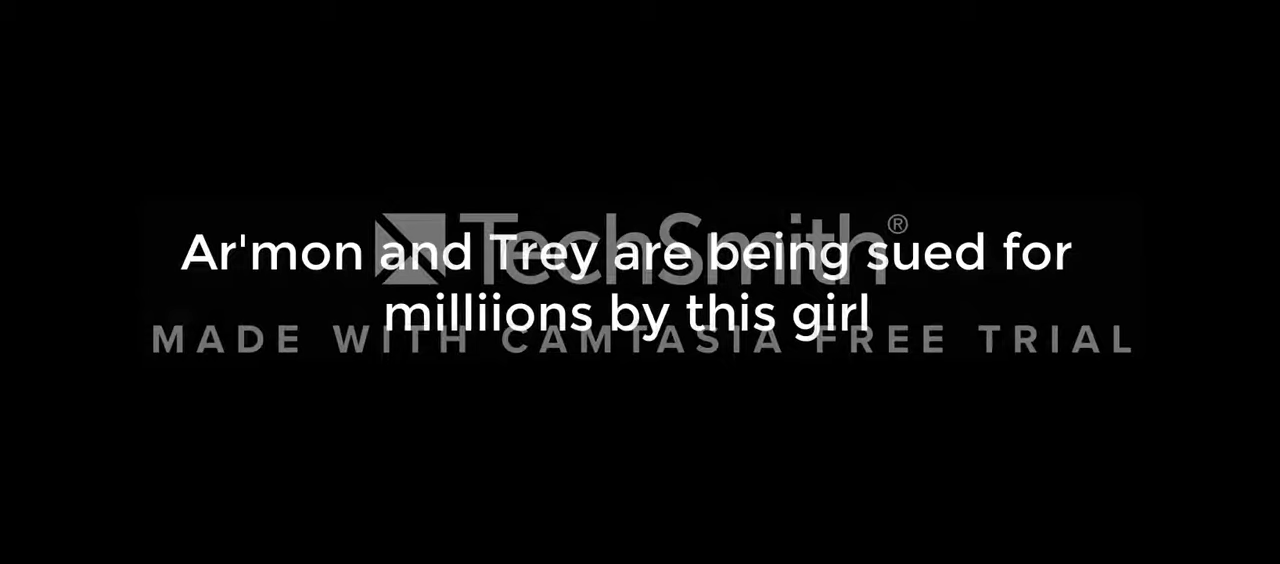 TechSmith®
Ar'mon and Trey are being sued for
milliions by this girl
MADE WITH CAMTASIA FREE TRIAL